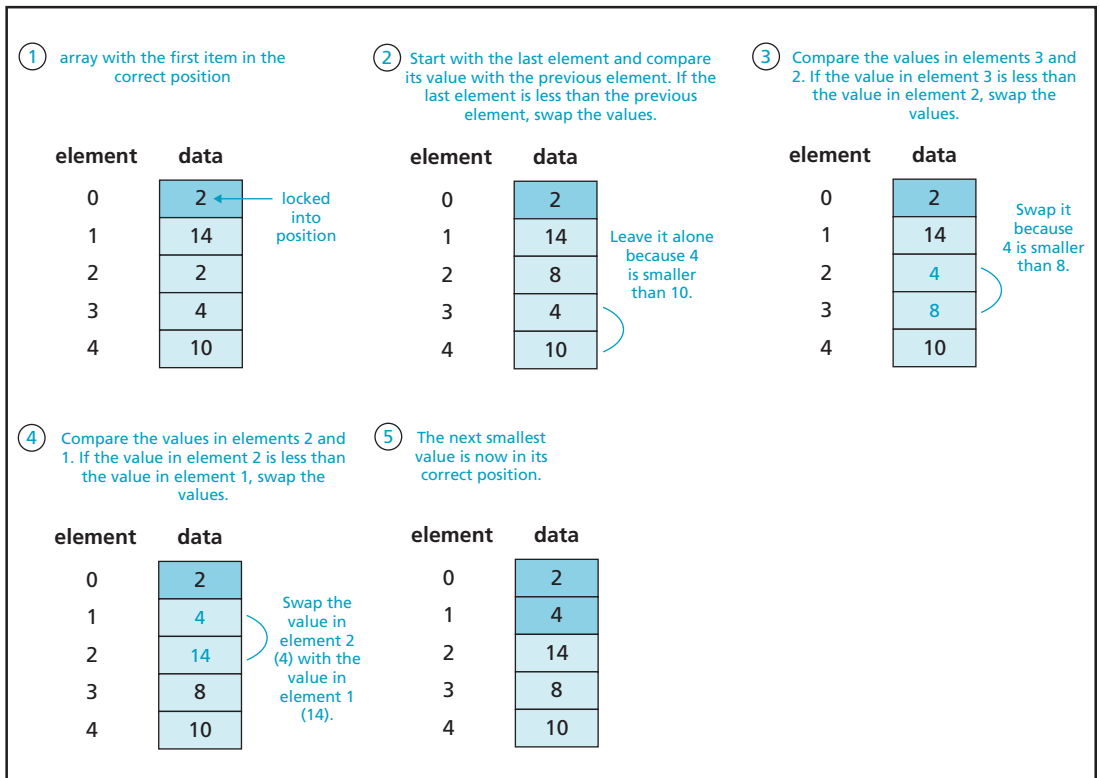 1
array with the first item in the
correct position
element data
0 2
1 14
2 2
3 4
4 10
locked
into
position
2
Start with the last element and compare
its value with the previous element. If the
last element is less than the previous
element, swap the values.
element data
0 2
1 14
2 8
3 4
4 10
Leave it alone
because 4
is smaller
than 10.
3
Compare the values in elements 3 and
2. If the value in element 3 is less than
the value in element 2, swap the
values.
element data
0 2
1 14
2 4
3 8
4 10
Swap it
because
4 is smaller
than 8.
4
Compare the values in elements 2 and
1. If the value in element 2 is less than
the value in element 1, swap the
values.
element data
0 2
1 4
2 14
3 8
4 10
Swap the
value in
element 2
(4) with the
value in
element 1
(14).
5
The next smallest
value is now in its
correct position.
element data
0 2
1 4
2 14
3 8
4 10